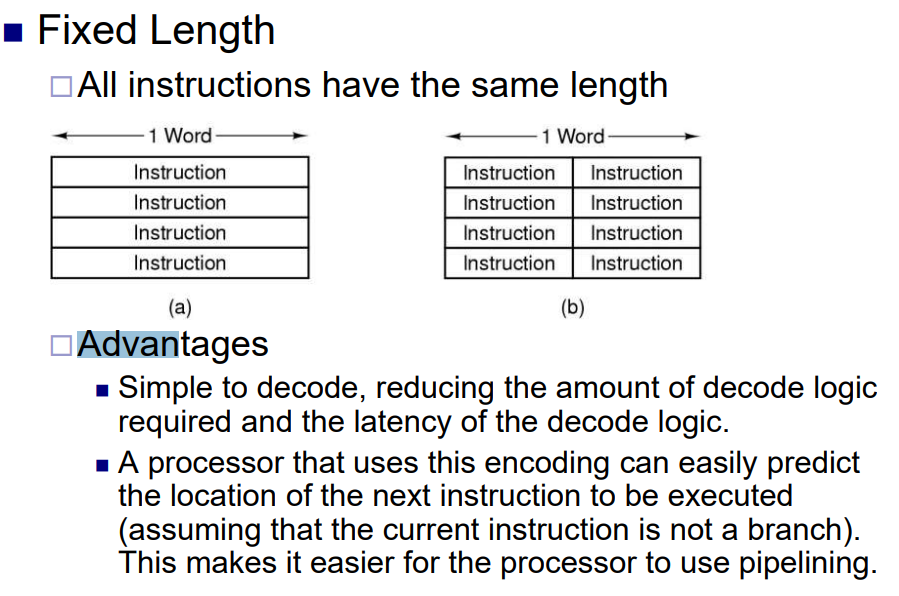 Fixed Length
All instructions have the same length
1 Word
1 Word
Instruction
Instruction
Instruction
Instruction
(a)
Instruction Instruction
Instruction Instruction
Instruction Instruction
Instruction Instruction
(b)
Advantages
Simple to decode, reducing the amount of decode logic
required and the latency of the decode logic.
A processor that uses this encoding can easily predict
the location of the next instruction to be executed
(assuming that the current instruction is not a branch).
This makes it easier for the processor to use pipelining.